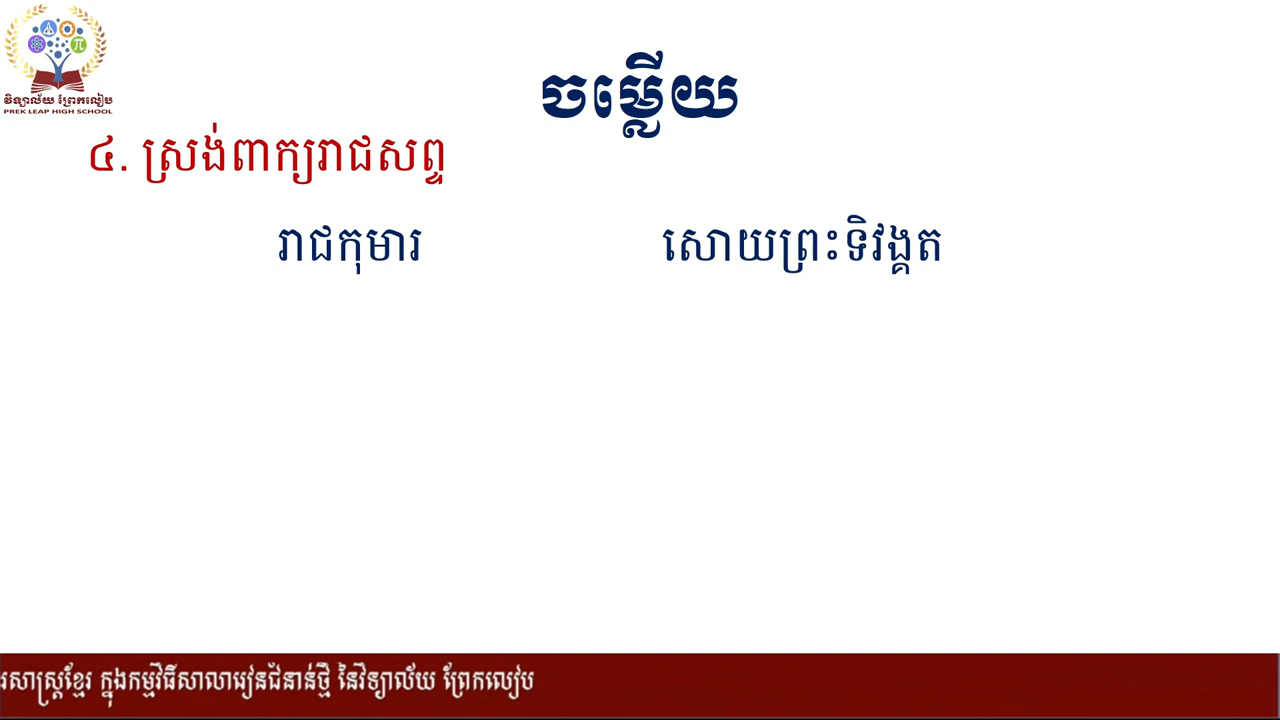 វិទ្យាល័យ ព្រែកលៀប
PREK LEAP HIGH SCHOOL
ចម្លើយ
៤. ស្រង់ពាក្យរាជសព្ទ
រាជកុមារ សោយព្រះទិវង្គត
រសាស្ត្រខ្មែរ ក្នុងកម្មវិធីសាលារៀនជំនាន់ថ្មី នៃវិទ្យាល័យ ព្រែកលៀប